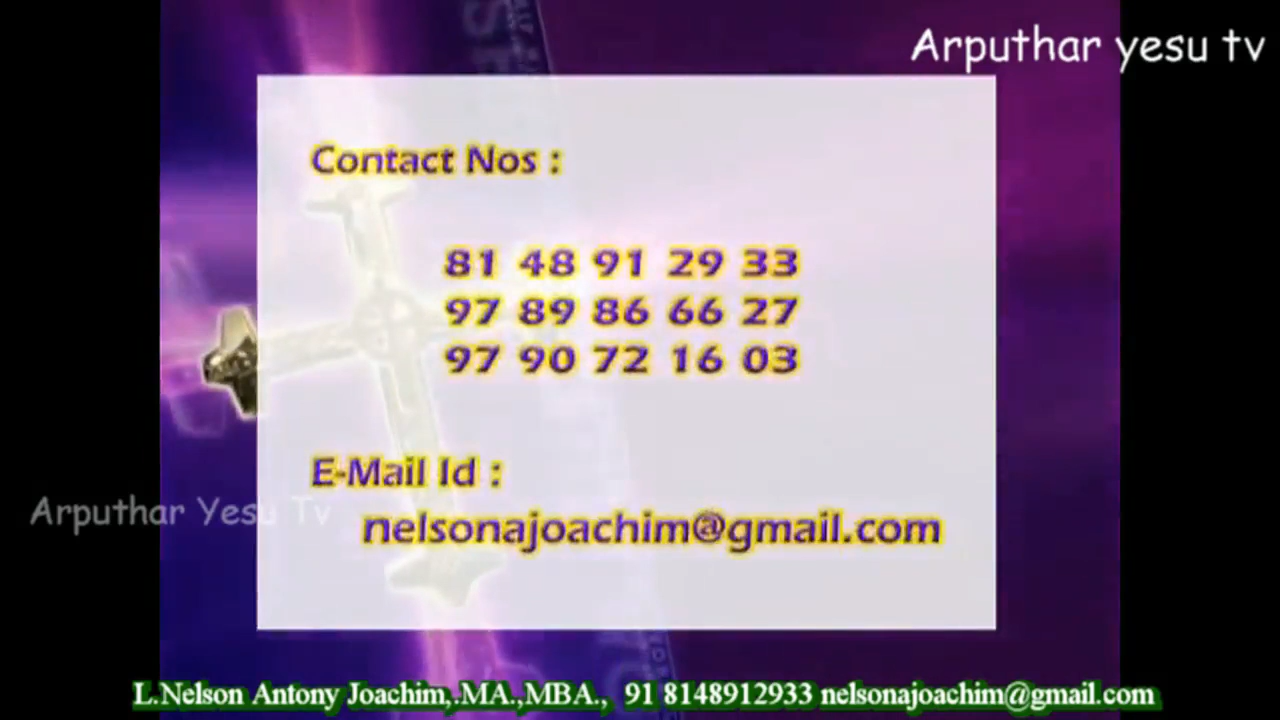 Arputhar yesu tv
Contact Nos :
81 48 91 29 33
97 89 86 66 27
97 90 72 16 03
E-Mail Id :
Arputhar Yesu Tv
nelsonajoachim@gmail.com
L.Nelson Antony Joachim,.MA.,MBA., 91 8148912933 nelsonajoachim@gmail.com